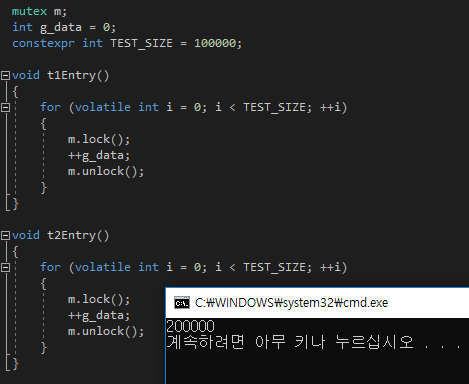 mutex m;
int g_data = 0;
constexpr int TEST_SIZE = 100000;
void t1Entry()
{
for (volatile int i = 0; i < TEST_SIZE; ++i)
{
m.lock();
++g_data;
m.unlock();
}
}
void t2Entry()
{
for (volatile int i = 0; i < TEST_SIZE; ++i)
{
m.lock();
++g_data;
m.unlock();
}
}
C:₩WINDOWS₩system32₩cmd.exe
200000
계속하려면 아무 키나 누르십시오 . . .